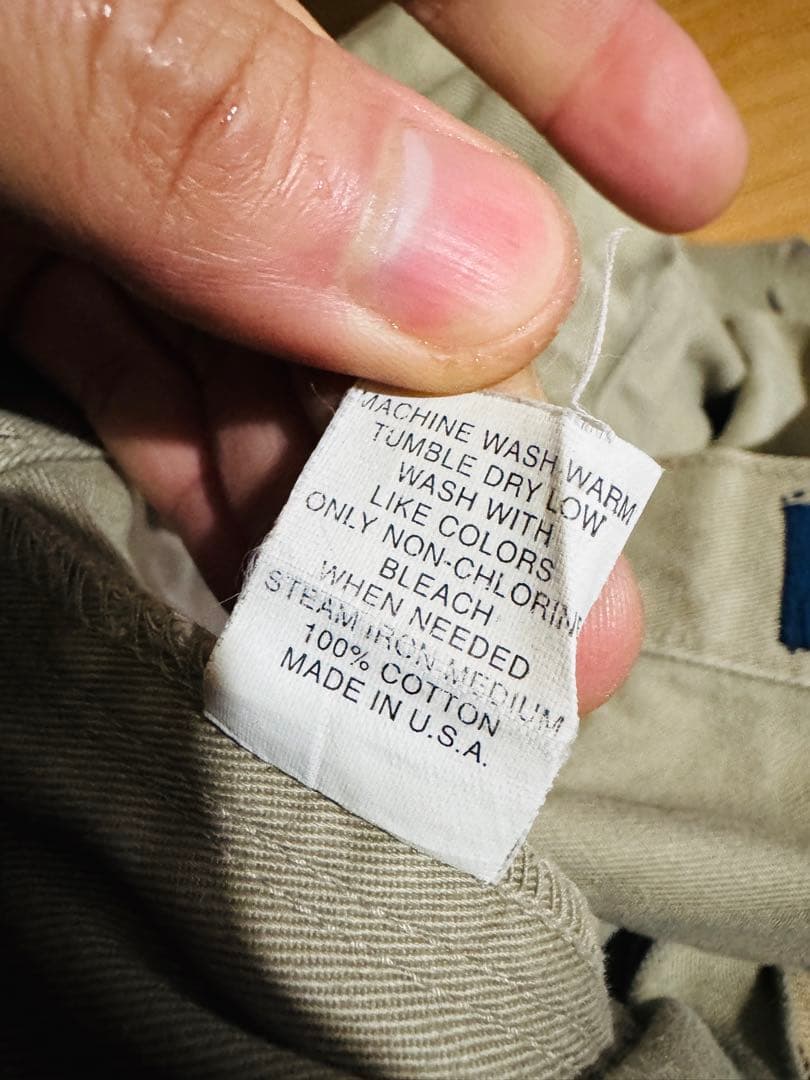 MACHINE WASH WARM
TUMBLE DRY LOW
WASH WITH
LIKE COLORS
ONLY NON-CHLORINE
BLEACH
WHEN NEEDED
STEAM IRON-MEDIUM
100% COTTON
MADE IN U.S.A.